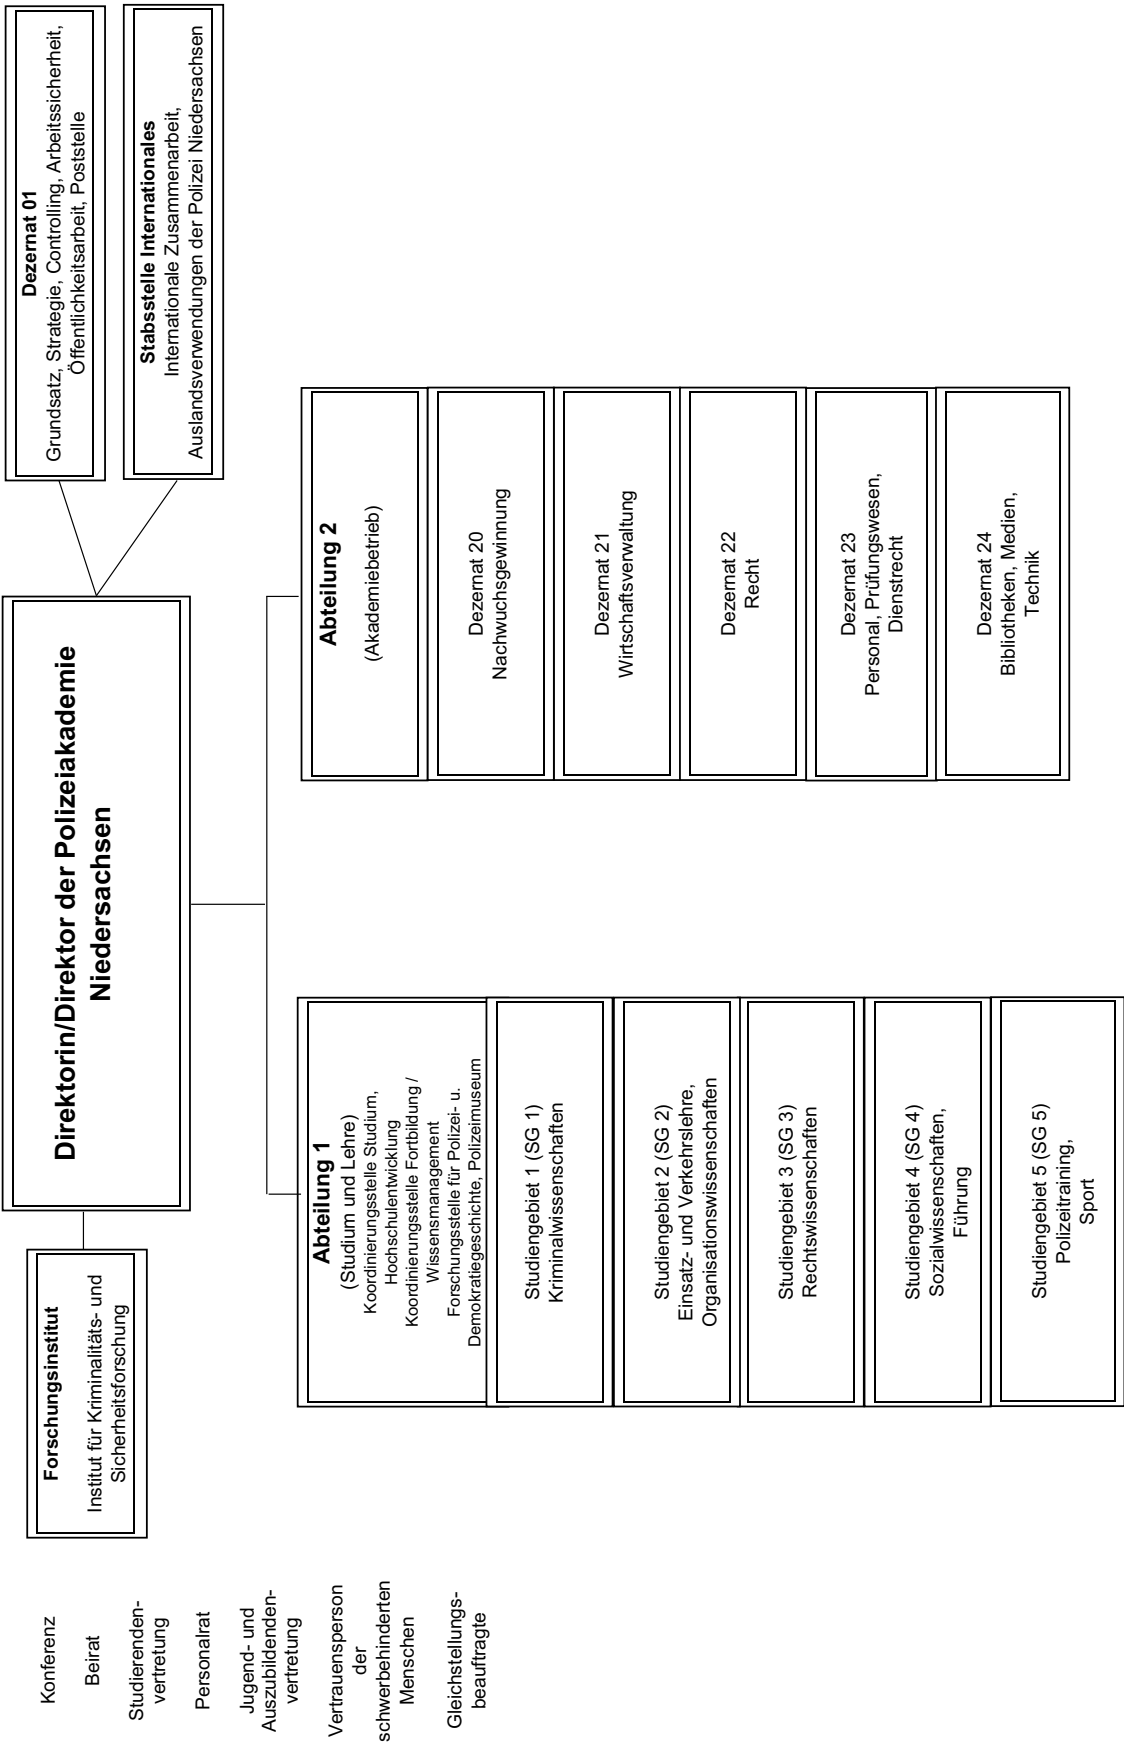 Konferenz
Beirat
Studierenden-
vertretung
Personalrat
Jugend- und
Auszubildenden-
vertretung
Vertrauensperson
der
schwerbehinderten
Menschen
Gleichstellungs-
beauftragte
Forschungsinstitut
Institut für Kriminalitäts- und
Sicherheitsforschung
Direktorin/Direktor der Polizeiakademie
Niedersachsen
Dezernat 01
Grundsatz, Strategie, Controlling, Arbeitssicherheit,
Öffentlichkeitsarbeit, Poststelle
Stabsstelle Internationales
Internationale Zusammenarbeit,
Auslandsverwendungen der Polizei Niedersachsen
Abteilung 1
(Studium und Lehre)
Koordinierungsstelle Studium,
Hochschulentwicklung
Koordinierungsstelle Fortbildung /
Wissensmanagement
Forschungsstelle für Polizei- u.
Demokratiegeschichte, Polizeimuseum
Studiengebiet 1 (SG 1)
Kriminalwissenschaften
Studiengebiet 2 (SG 2)
Einsatz- und Verkehrslehre,
Organisationswissenschaften
Studiengebiet 3 (SG 3)
Rechtswissenschaften
Studiengebiet 4 (SG 4)
Sozialwissenschaften,
Führung
Studiengebiet 5 (SG 5)
Polizeitraining,
Sport
Abteilung 2
(Akademiebetrieb)
Dezernat 20
Nachwuchsgewinnung
Dezernat 21
Wirtschaftsverwaltung
Dezernat 22
Recht
Dezernat 23
Personal, Prüfungswesen,
Dienstrecht
Dezernat 24
Bibliotheken, Medien,
Technik